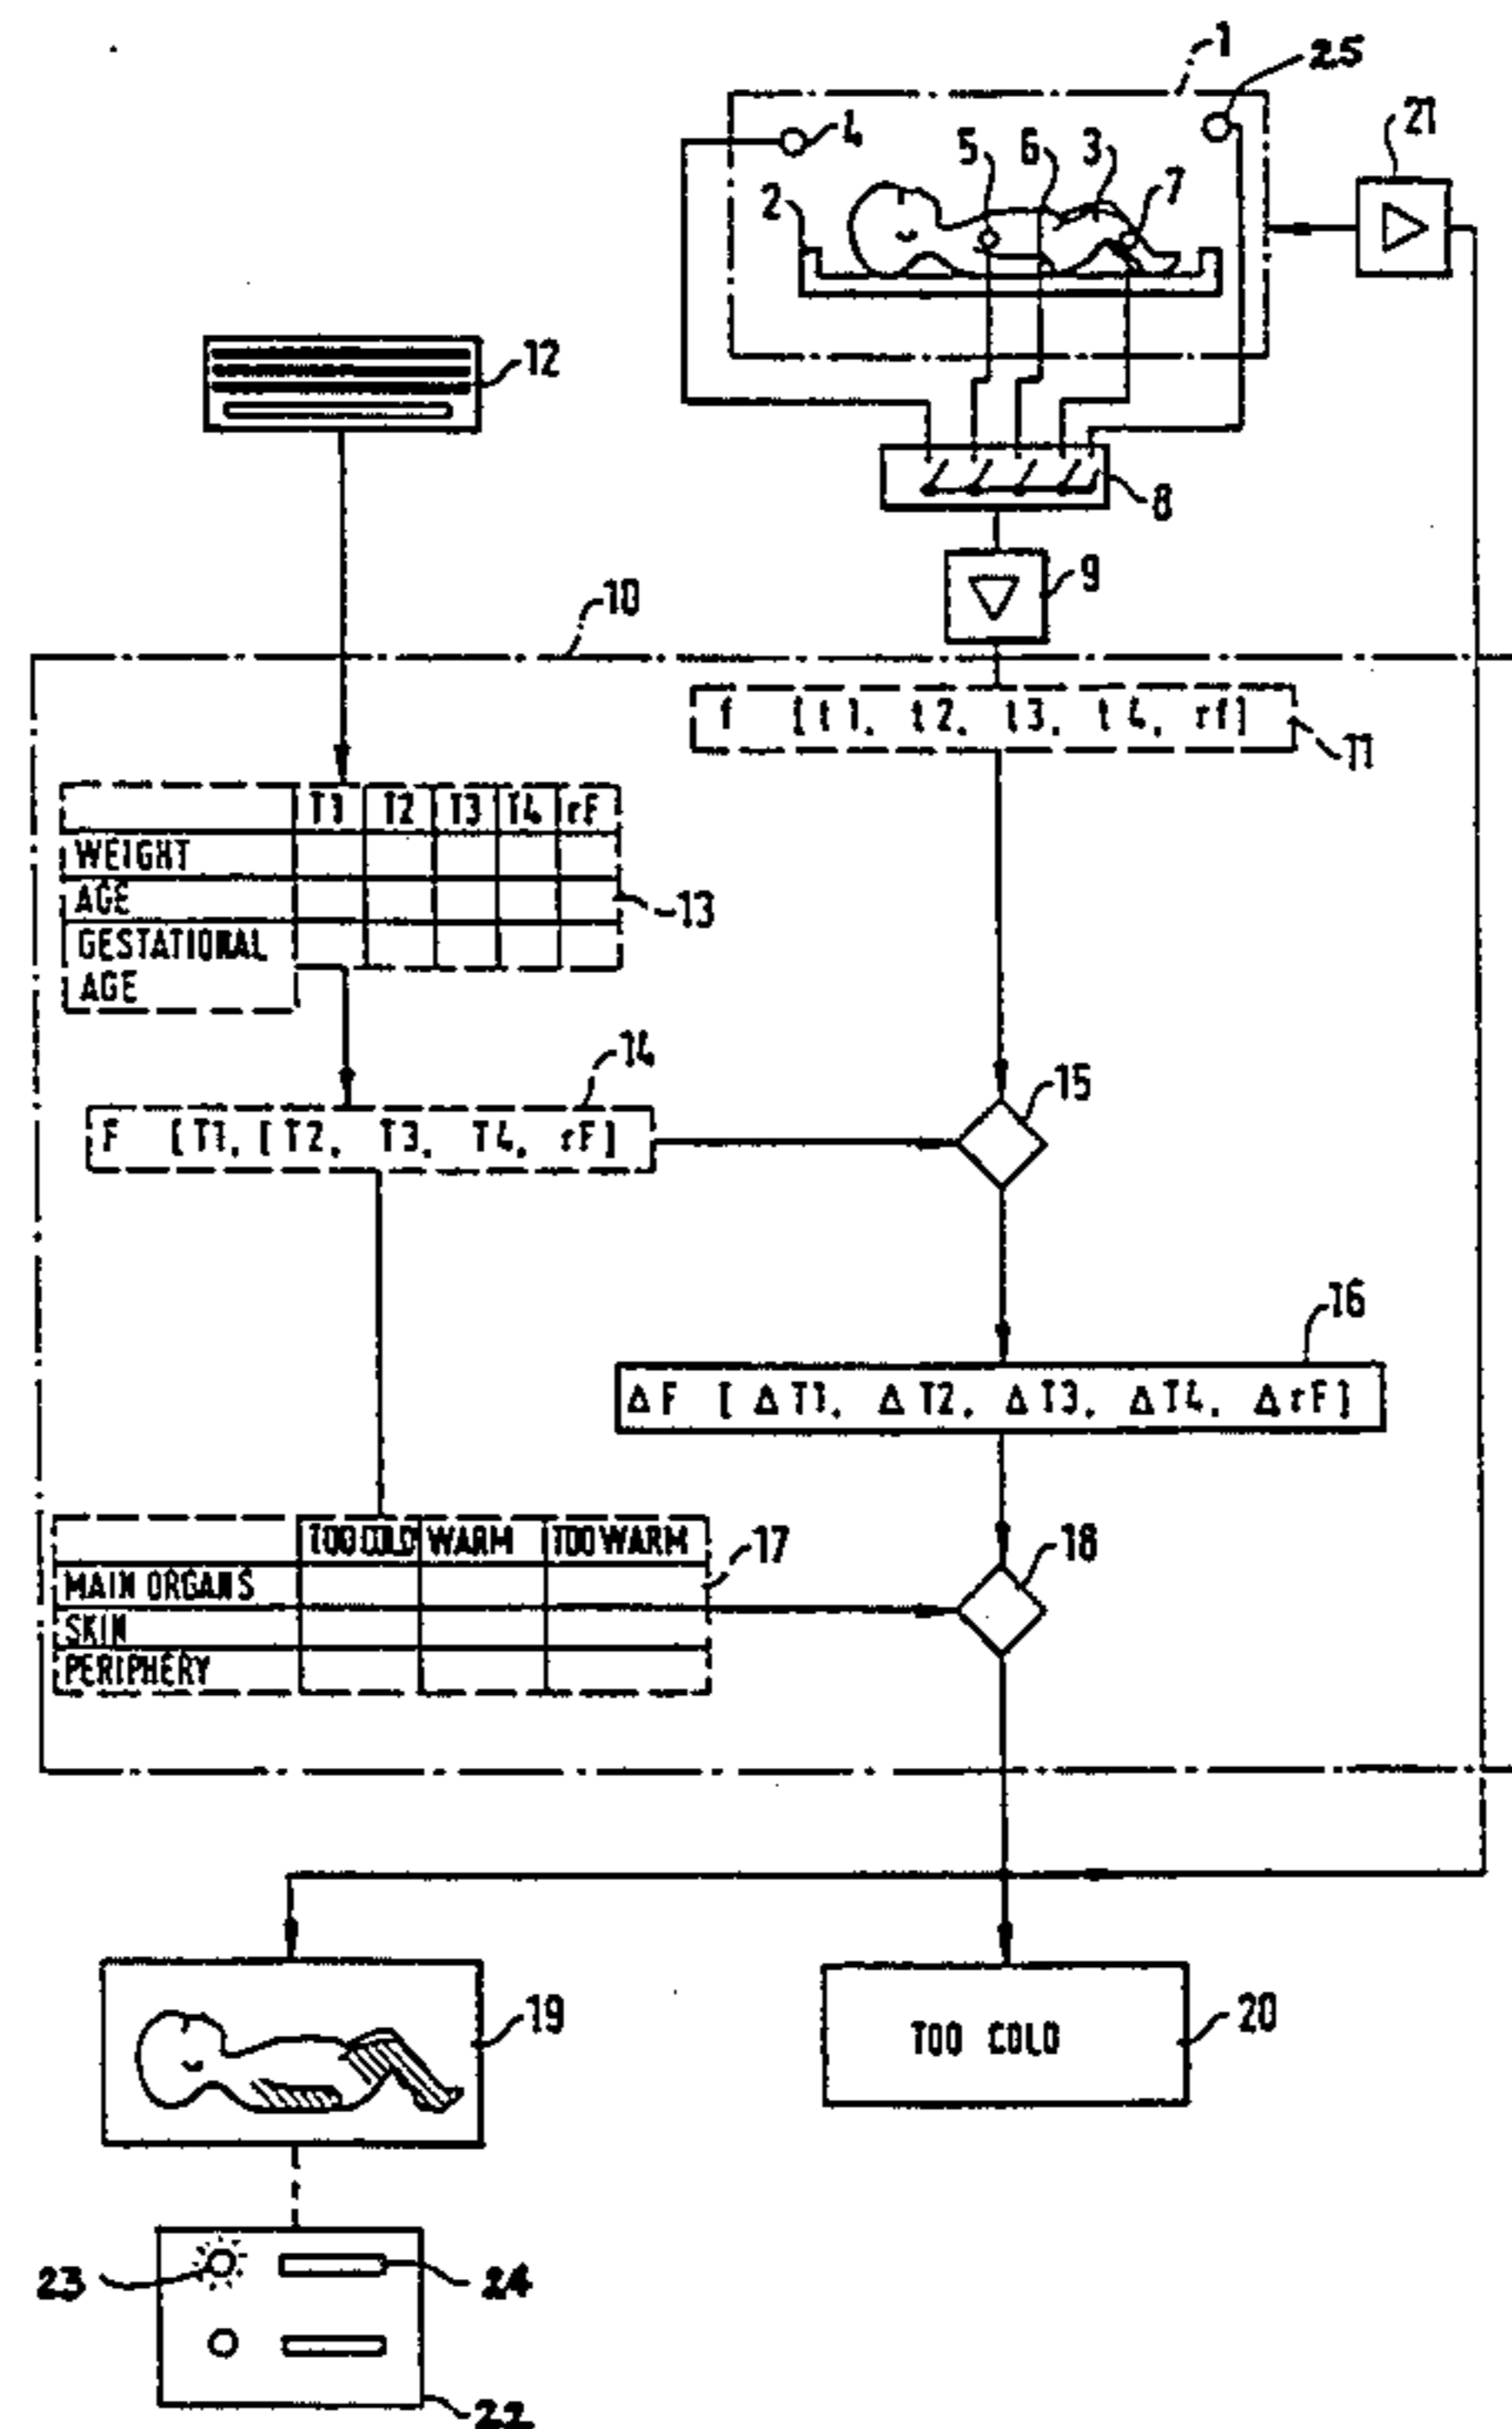 1
25
4
5
6
3
7
2
21
12
8
9
10
f [t1, t2, t3, t4, rf]
11
T1 T2 T3 T4 rF
WEIGHT
AGE
13
GESTATIONAL
AGE
14
15
F [T1, [T2, T3, T4, rF]
16
ΔF [ΔT1, ΔT2, ΔT3, ΔT4, ΔrF]
TOO COLD WARM TOO WARM
17
18
MAIN ORGANS
SKIN
PERIPHERY
19
TOO COLD
20
23
24
22